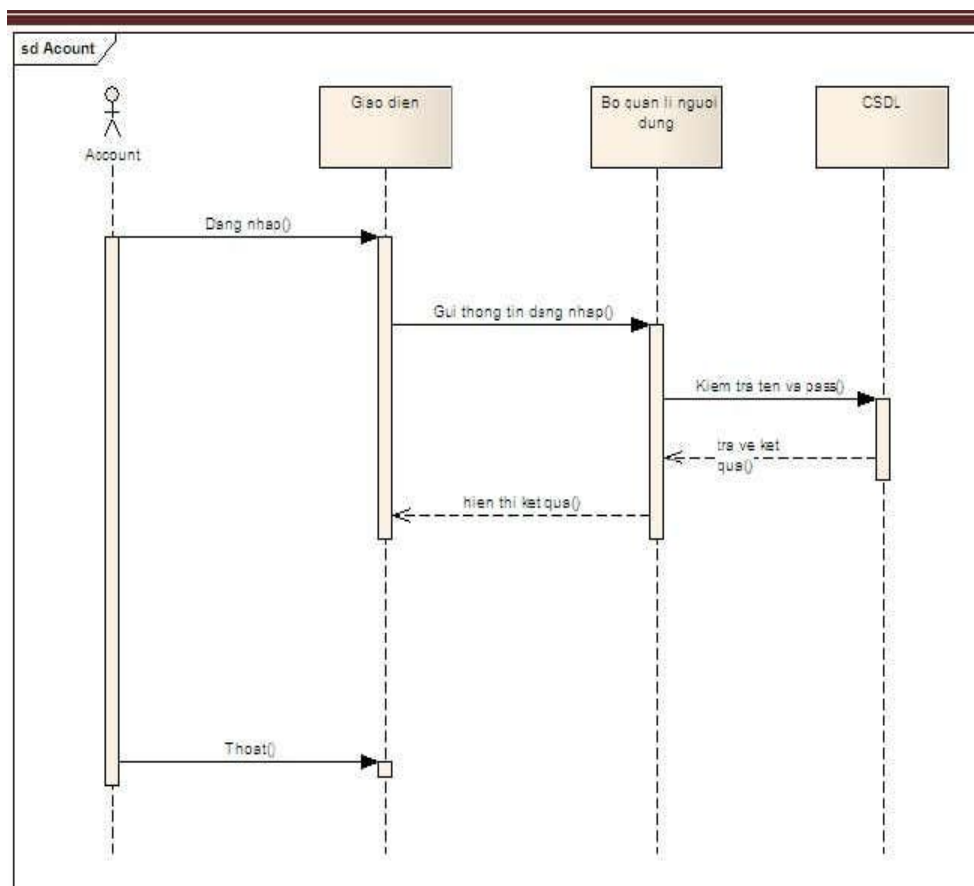 sd Acount
Account
Giao dien
Bo quan li nguoi
dung
CSDL
Dang nhap()
Gui thong tin dang nhap()
Kiem tra ten va pass()
tra ve ket
qua()
hien thi ket qua()
Thoat()